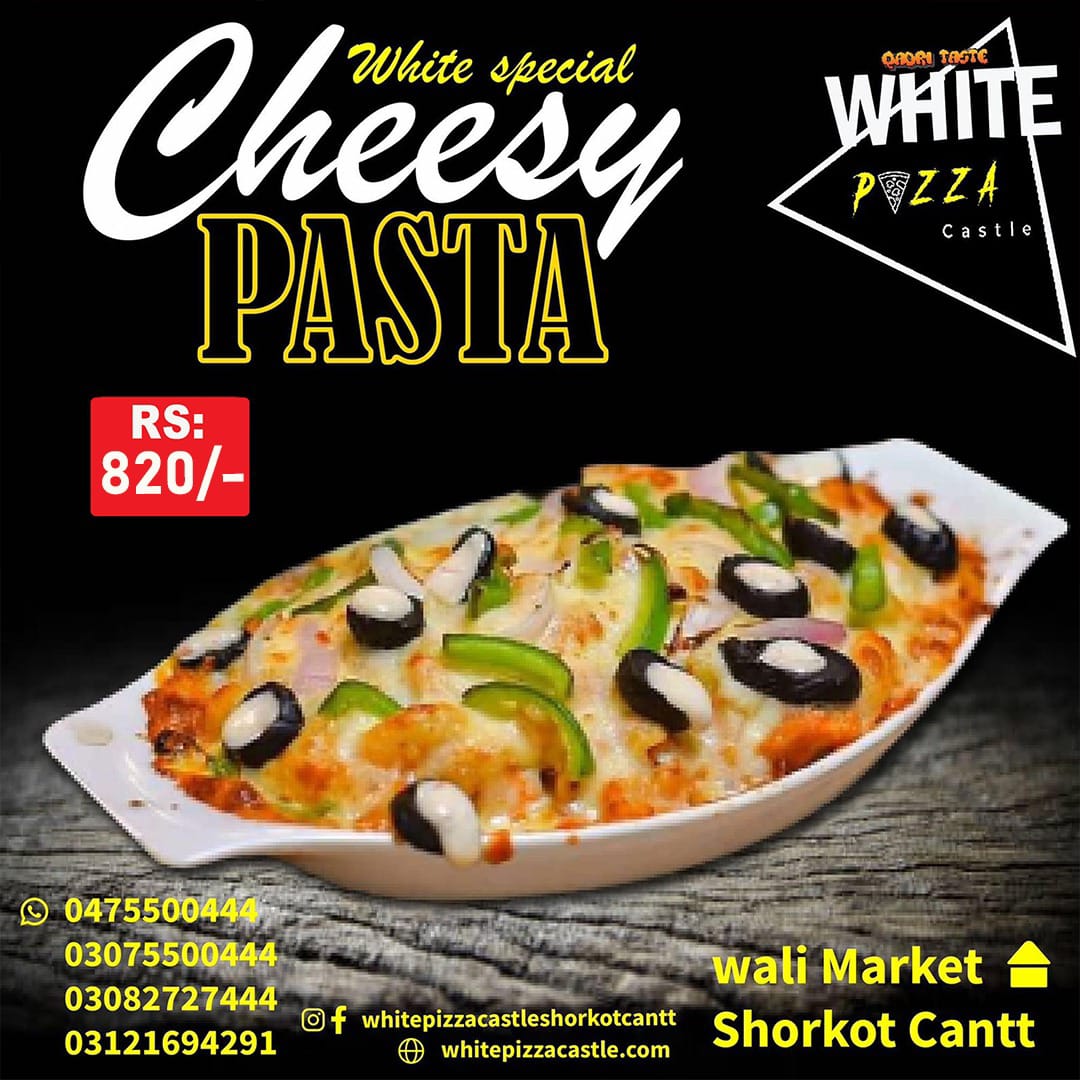 White special
Cheesy
PASTA
QADRI TASTE
WHITE
PIZZA
Castle
RS:
820/-
0475500444
03075500444
03082727444
03121694291
whitepizzacastleshorkotcantt
whitepizzacastle.com
wali Market
Shorkot Cantt